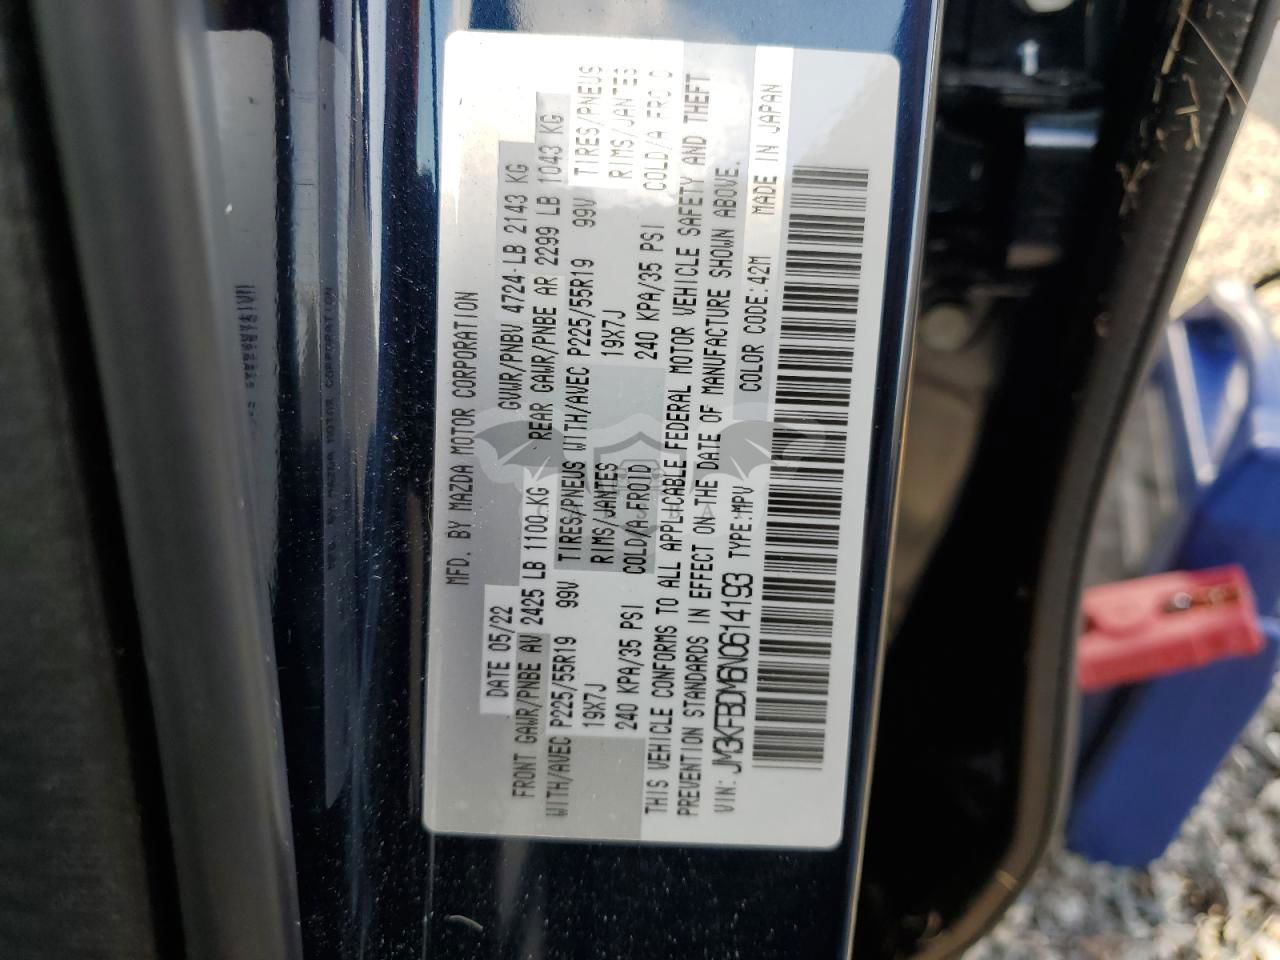 MFD. BY MAZDA MOTOR CORPORATION
DATE 05/22 GVWR/PNBV 4724 LB 2143 KG
FRONT GAWR/PNBE AV 2425 LB 1100 KG REAR GAWR/PNBE AR 2299 LB 1043 KG
WITH/AVEC P225/55R19 99V TIRES/PNEUS WITH/AVEC P225/55R19 99V TIRES/PNEUS
19X7J RIMS/JANTES 19X7J RIMS/JANTES
240 KPA/35 PSI COLD/A FROID 240 KPA/35 PSI COLD/A FRC D
THIS VEHICLE CONFORMS TO ALL APPLICABLE FEDERAL MOTOR VEHICLE SAFETY AND THEFT
PREVENTION STANDARDS IN EFFECT ON THE DATE OF MANUFACTURE SHOWN ABOVE.
VIN: JM3KFBDM6N0614193 TYPE:MPV COLOR CODE:42M MADE IN JAPAN